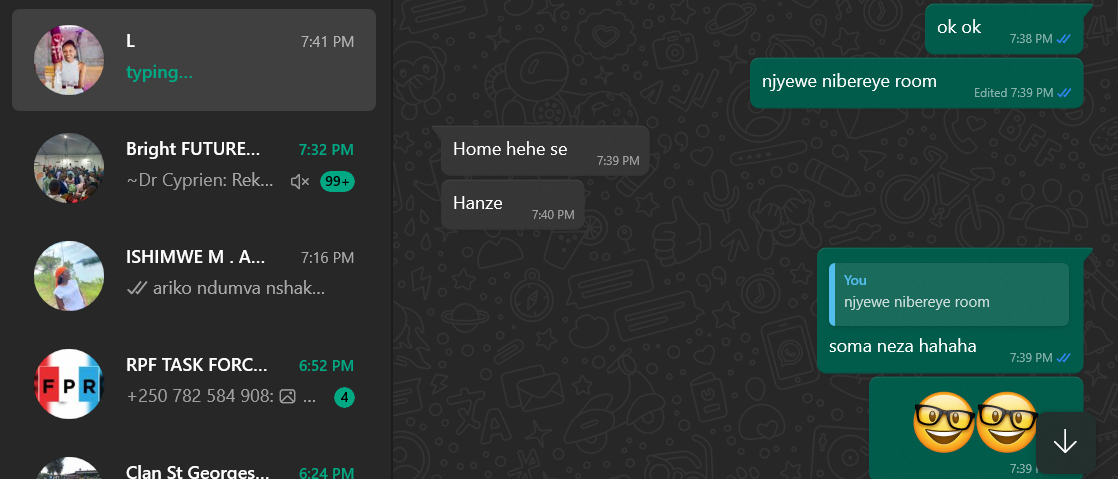 L
7:41 PM
typing...
Bright FUTURE...
7:32 PM
~Dr Cyprien: Rek...
99+
ISHIMWE M . A...
7:16 PM
ariko ndumva nshak...
RPF TASK FORC...
6:52 PM
+250 782 584 908: ...
4
FPR
Clan St Georges...
6:24 PM
ok ok
7:38 PM
njyewe nibereye room
Edited 7:39 PM
Home hehe se
7:39 PM
Hanze
7:40 PM
You
njyewe nibereye room
soma neza hahaha
7:39 PM
7:39